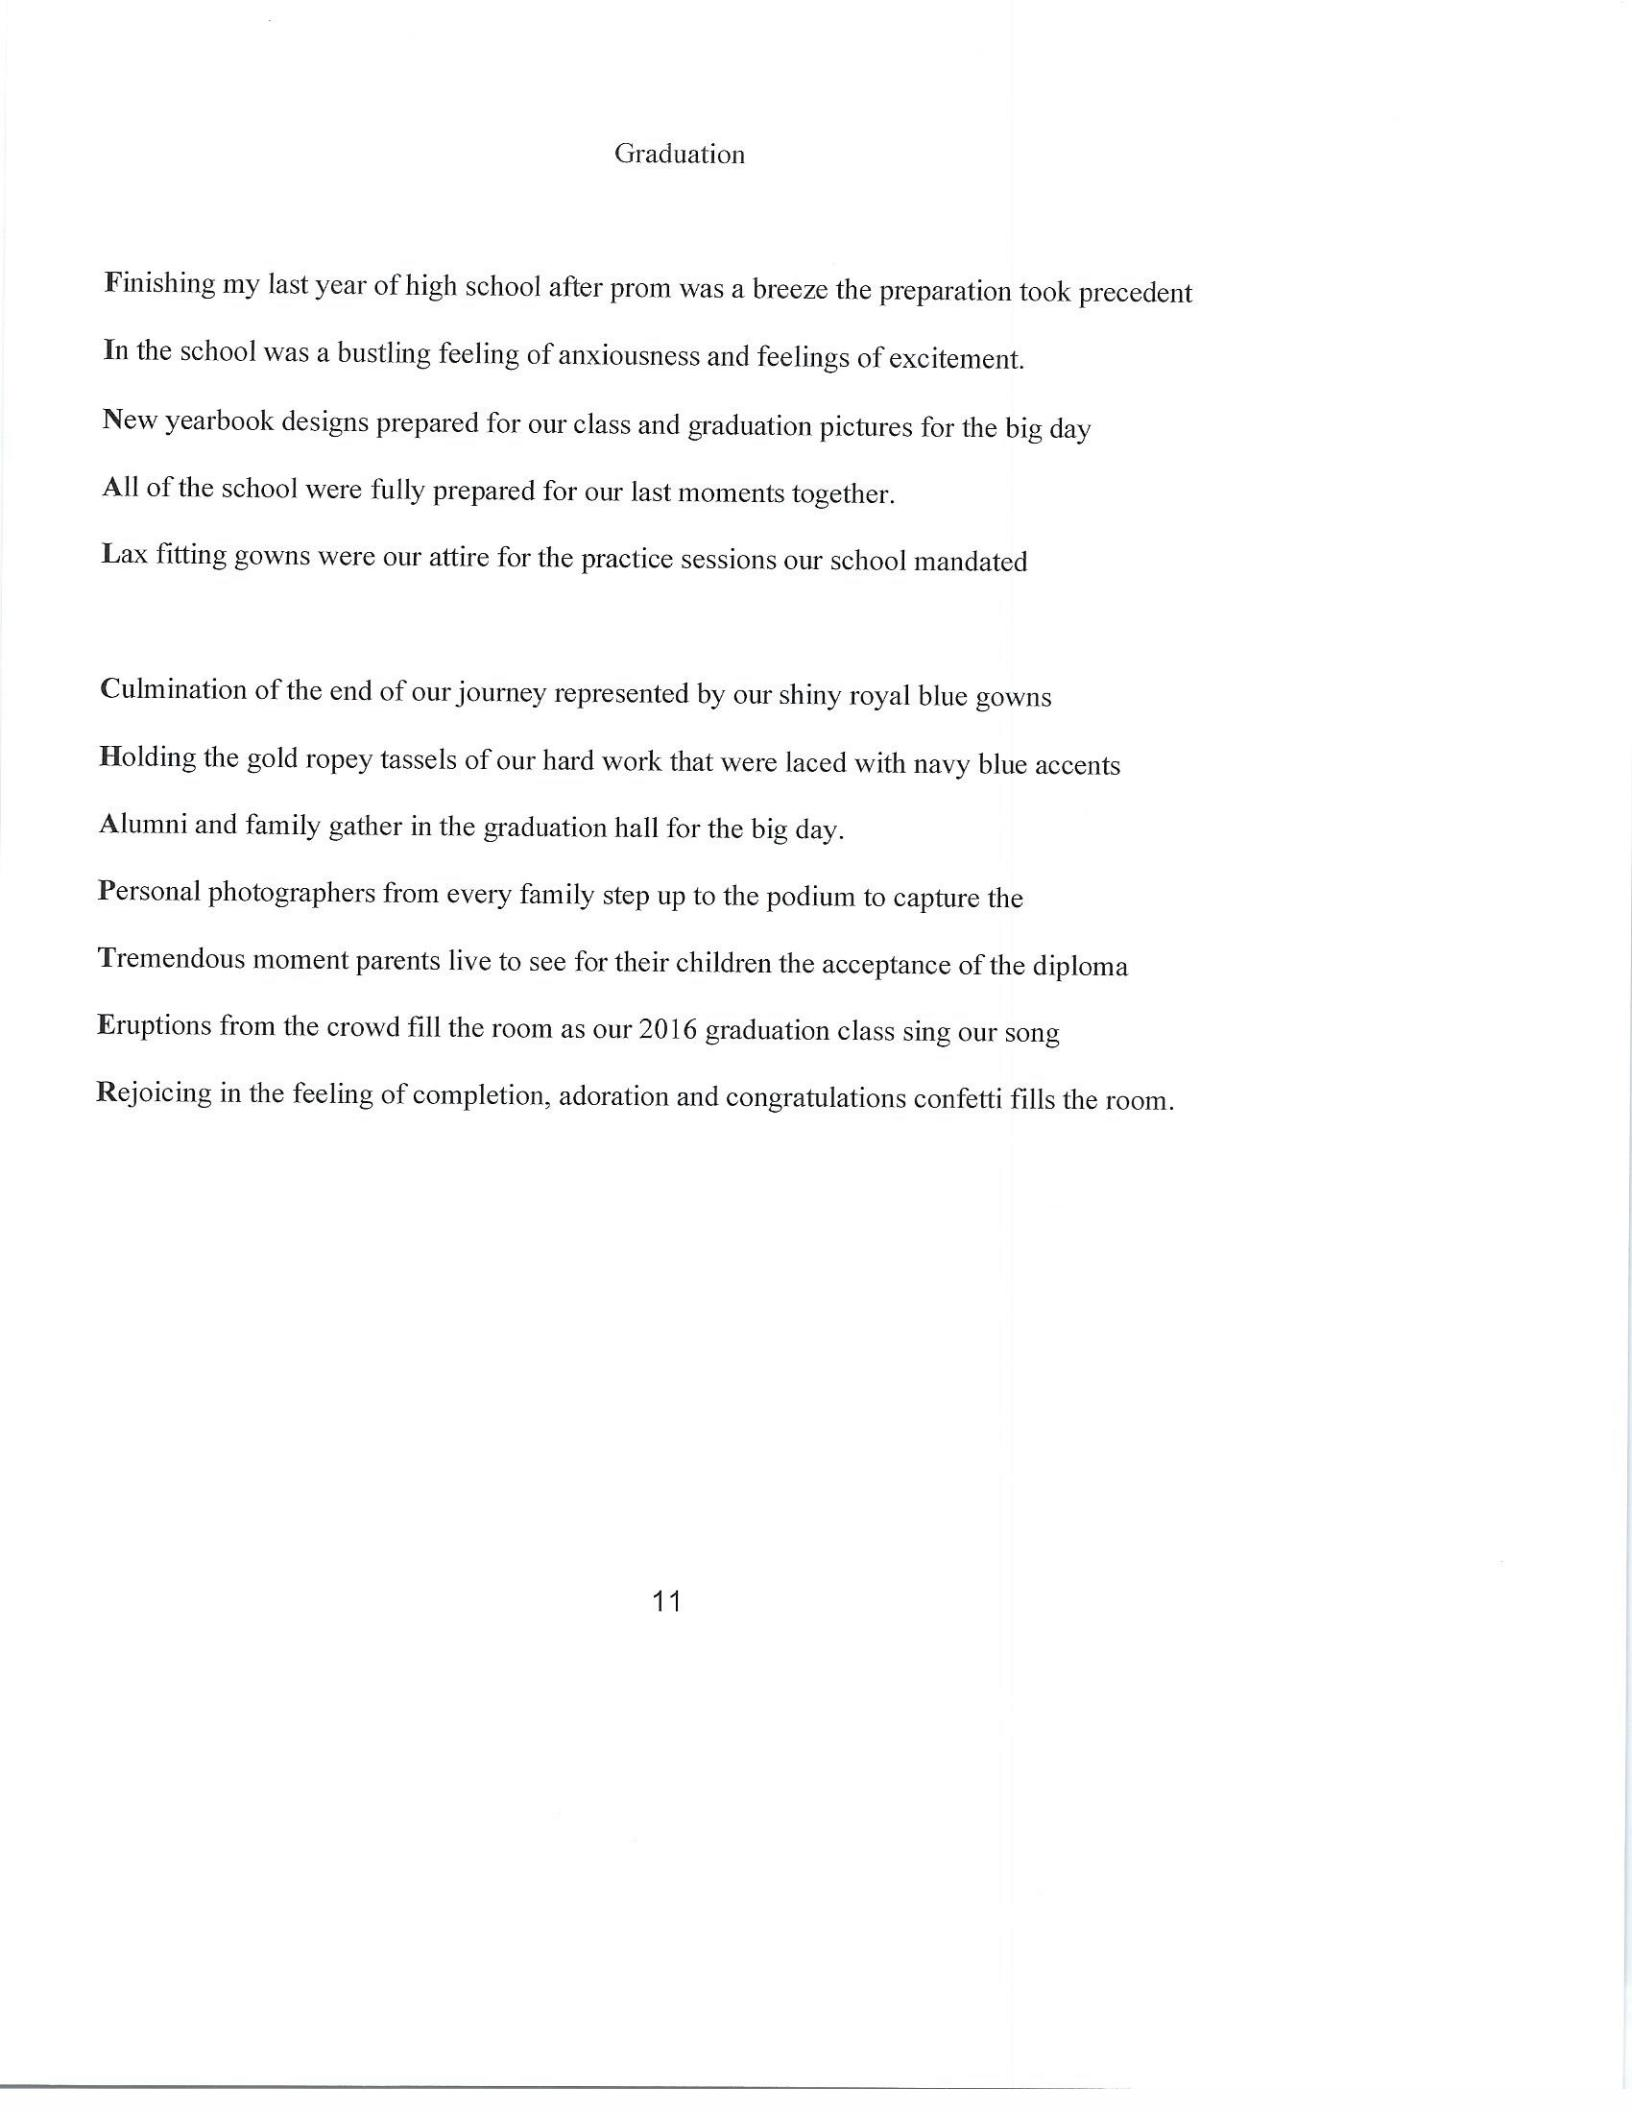 Graduation
Finishing my last year of high school after prom was a breeze the preparation took precedent
In the school was a bustling feeling of anxiousness and feelings of excitement.
New yearbook designs prepared for our class and graduation pictures for the big day
All of the school were fully prepared for our last moments together.
Lax fitting gowns were our attire for the practice sessions our school mandated
Culmination of the end of our journey represented by our shiny royal blue gowns
Holding the gold ropey tassels of our hard work that were laced with navy blue accents
Alumni and family gather in the graduation hall for the big day.
Personal photographers from every family step up to the podium to capture the
Tremendous moment parents live to see for their children the acceptance of the diploma
Eruptions from the crowd fill the room as our 2016 graduation class sing our song
Rejoicing in the feeling of completion, adoration and congratulations confetti fills the room.
11